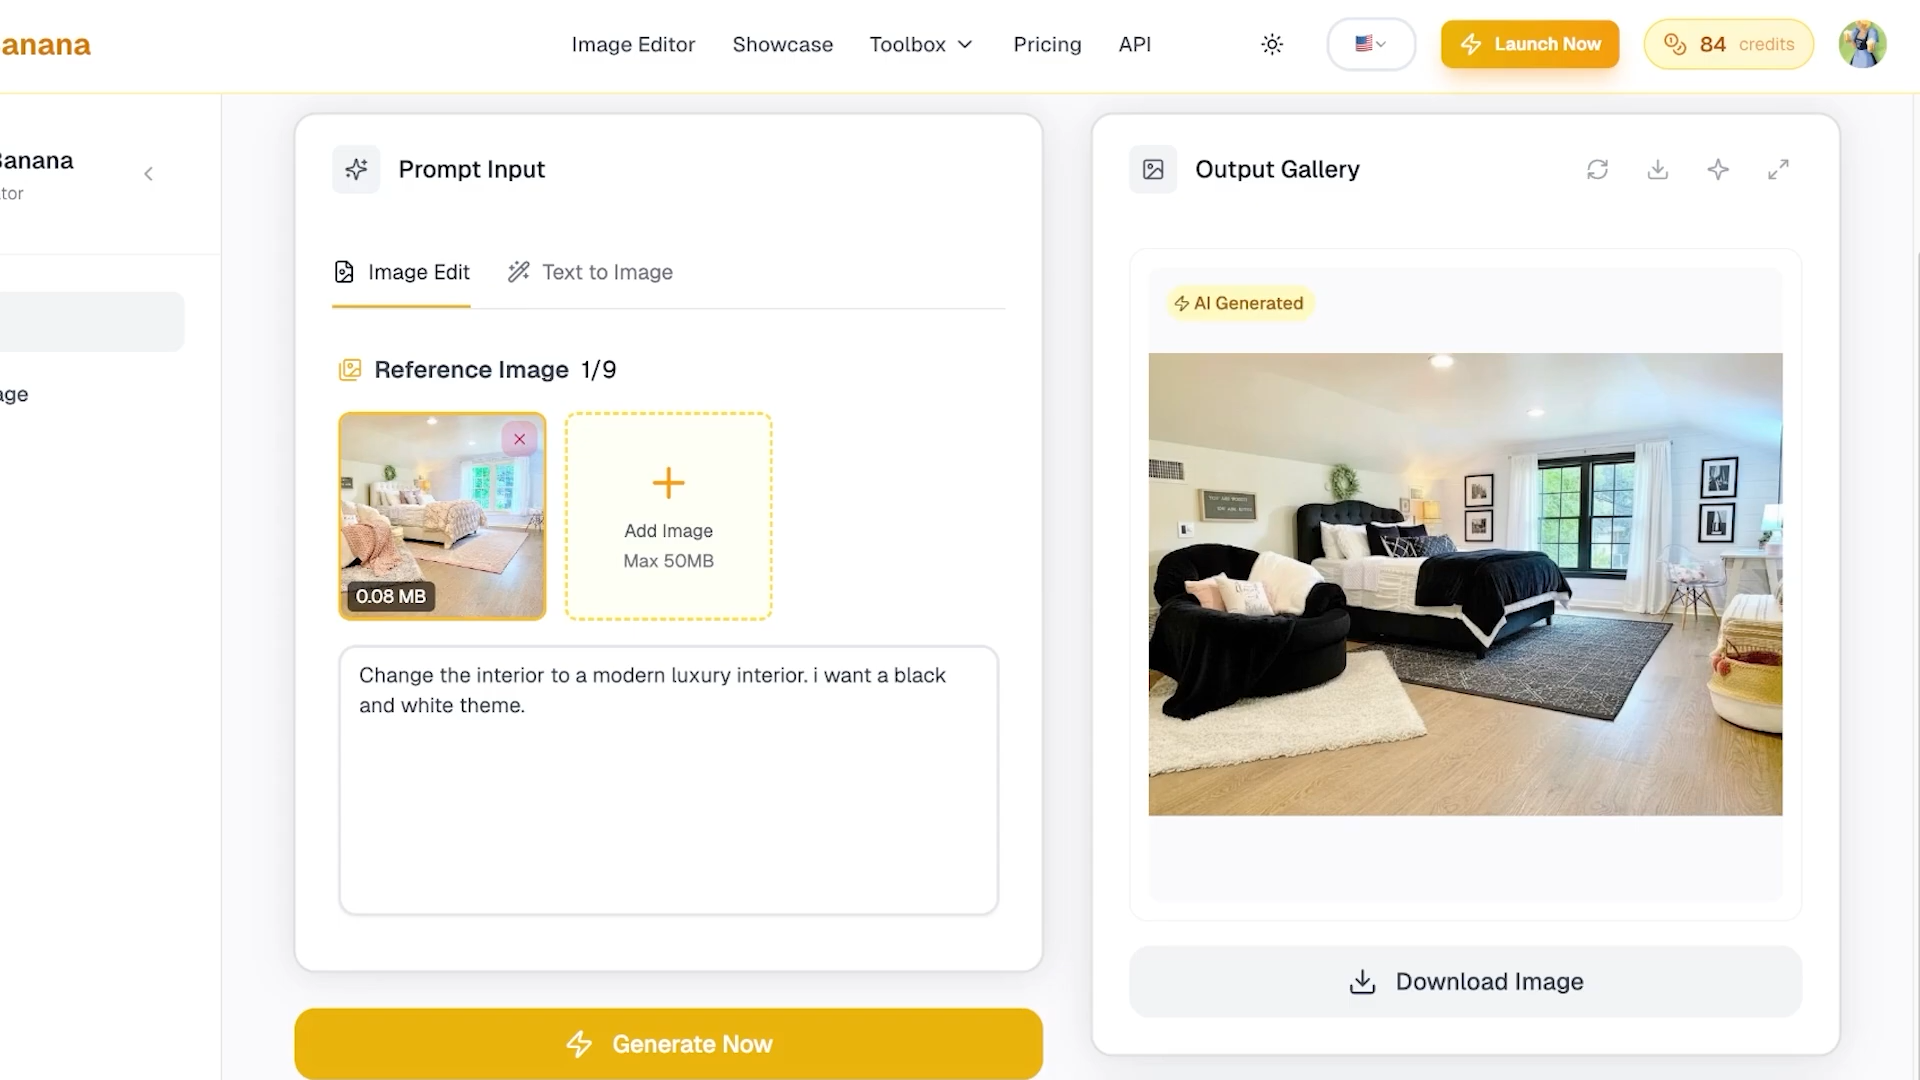 anana
Image Editor
Showcase
Toolbox
Pricing
API
Launch Now
84 credits
Banana
tor
age
Prompt Input
Image Edit
Text to Image
Reference Image 1/9
0.08 MB
Add Image
Max 50MB
Change the interior to a modern luxury interior. i want a black
and white theme.
Generate Now
Output Gallery
AI Generated
Download Image